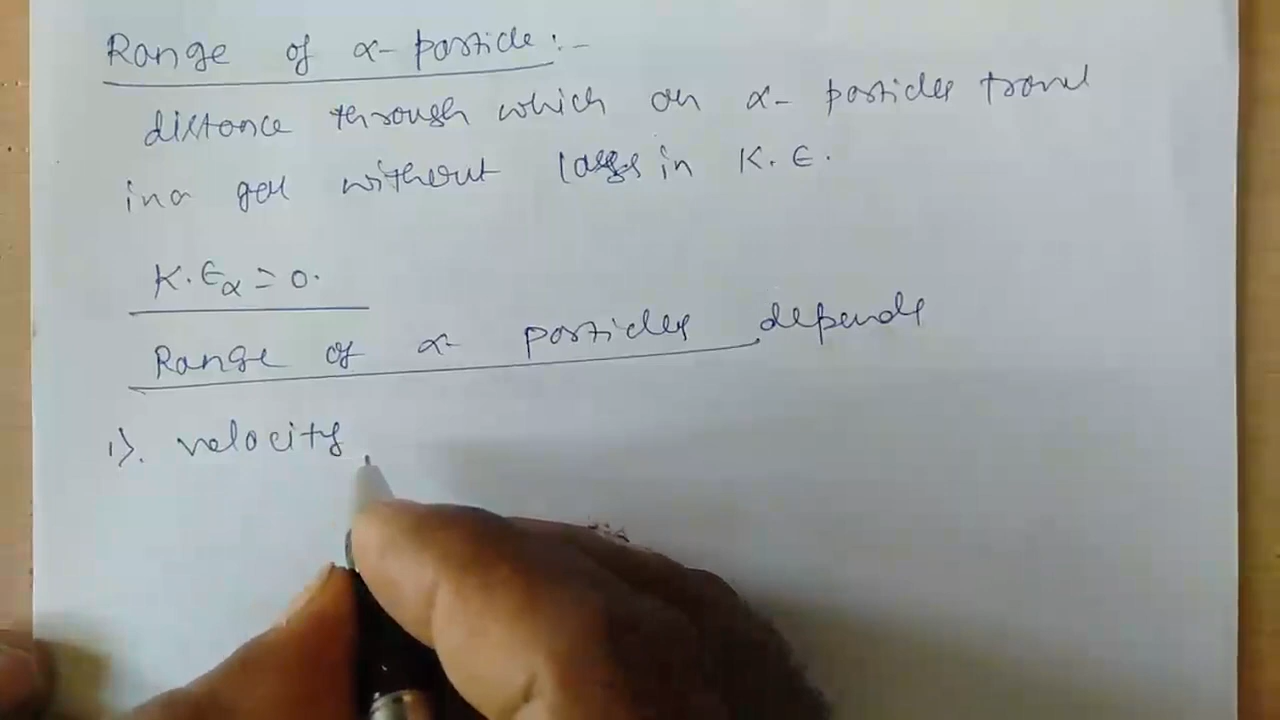 Range of α- particle :-
distance through which an α- particles travel
in a gas without loss in K.E.
K.Eα = 0.
Range of α- particles depends
1). velocity